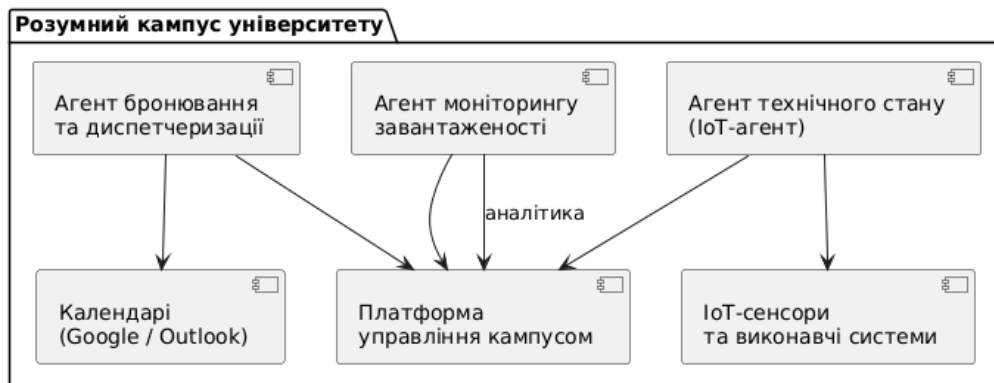 Розумний кампус університету
Агент бронювання
та диспетчеризації
Агент моніторингу
завантаженості
Агент технічного стану
(IoT-агент)
аналітика
Календарі
(Google / Outlook)
Платформа
управління кампусом
IoT-сенсори
та виконавчі системи